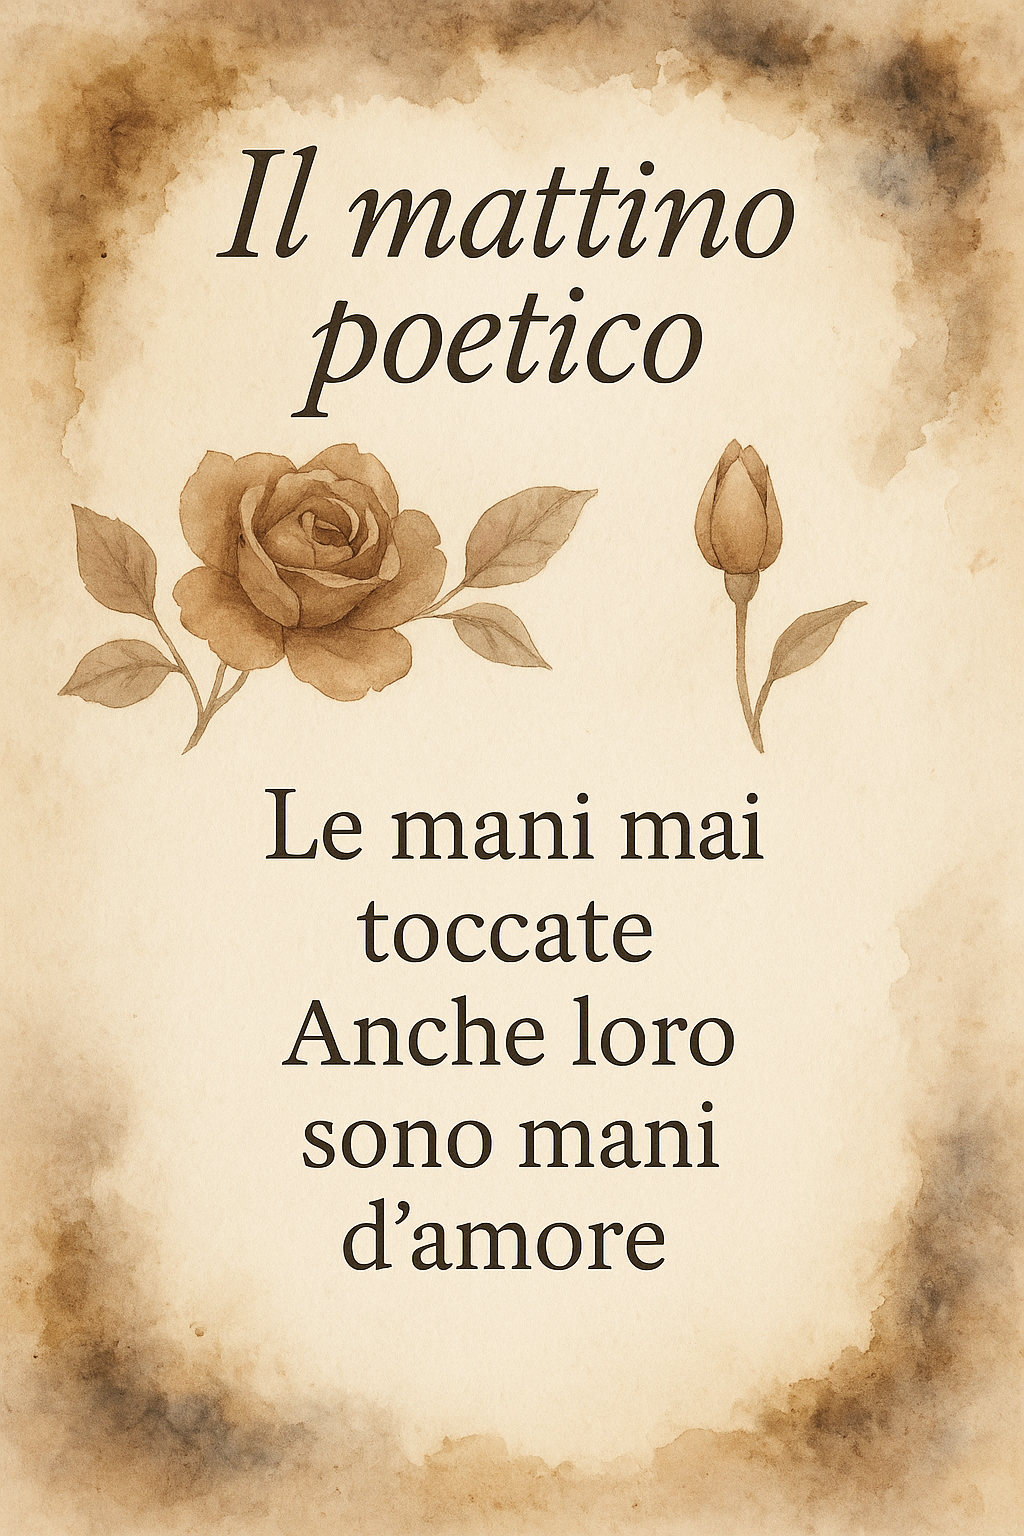 Il mattino
poetico
Le mani mai
toccate
Anche loro
sono mani
d’amore